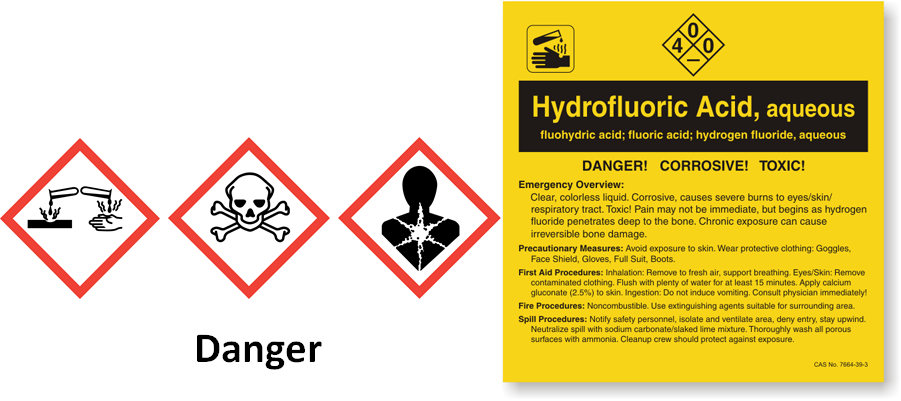 Danger
0
4 0
–
Hydrofluoric Acid, aqueous
fluohydric acid; fluoric acid; hydrogen fluoride, aqueous
DANGER! CORROSIVE! TOXIC!
Emergency Overview:
Clear, colorless liquid. Corrosive, causes severe burns to eyes/skin/
respiratory tract. Toxic! Pain may not be immediate, but begins as hydrogen
fluoride penetrates deep to the bone. Chronic exposure can cause
irreversible bone damage.
Precautionary Measures: Avoid exposure to skin. Wear protective clothing: Goggles,
Face Shield, Gloves, Full Suit, Boots.
First Aid Procedures: Inhalation: Remove to fresh air, support breathing. Eyes/Skin: Remove
contaminated clothing. Flush with plenty of water for at least 15 minutes. Apply calcium
gluconate (2.5%) to skin. Ingestion: Do not induce vomiting. Consult physician immediately!
Fire Procedures: Noncombustible. Use extinguishing agents suitable for surrounding area.
Spill Procedures: Notify safety personnel, isolate and ventilate area, deny entry, stay upwind.
Neutralize spill with sodium carbonate/slaked lime mixture. Thoroughly wash all porous
surfaces with ammonia. Cleanup crew should protect against exposure.
CAS No. 7664-39-3